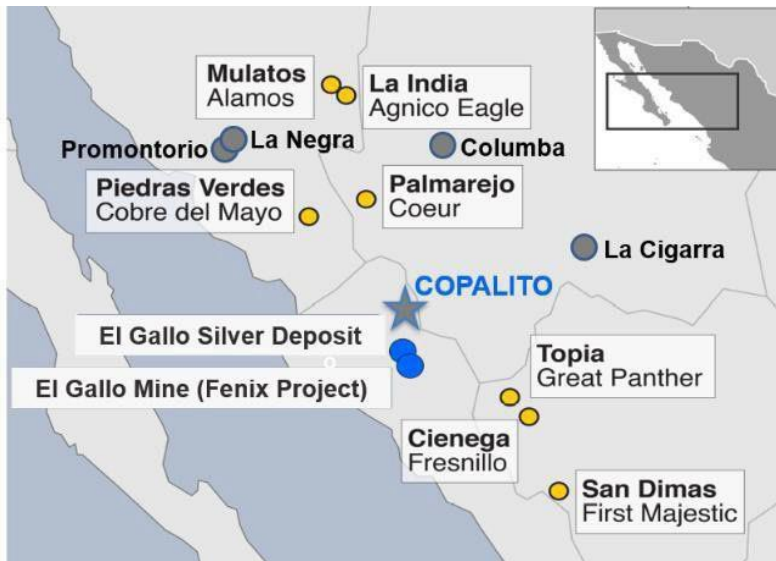 Mulatos
Alamos
La India
Agnico Eagle
La Negra
Promontorio
Columba
Piedras Verdes
Cobre del Mayo
Palmarejo
Coeur
La Cigarra
COPALITO
El Gallo Silver Deposit
El Gallo Mine (Fenix Project)
Topia
Great Panther
Cienega
Fresnillo
San Dimas
First Majestic